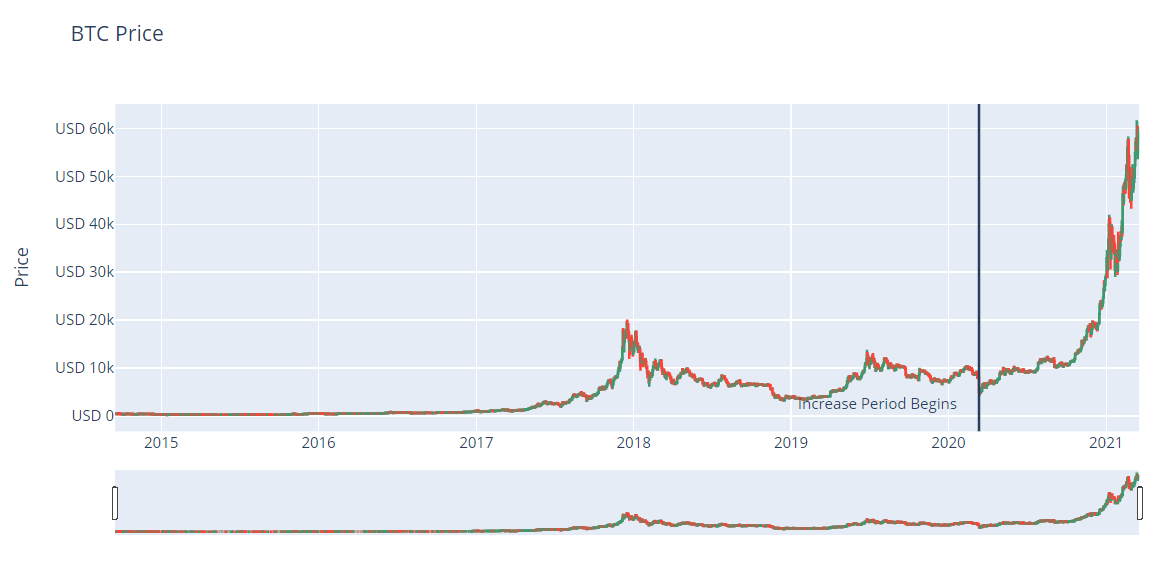 BTC Price
Price
USD 60k
USD 50k
USD 40k
USD 30k
USD 20k
USD 10k
USD 0
Increase Period Begins
2015
2016
2017
2018
2019
2020
2021